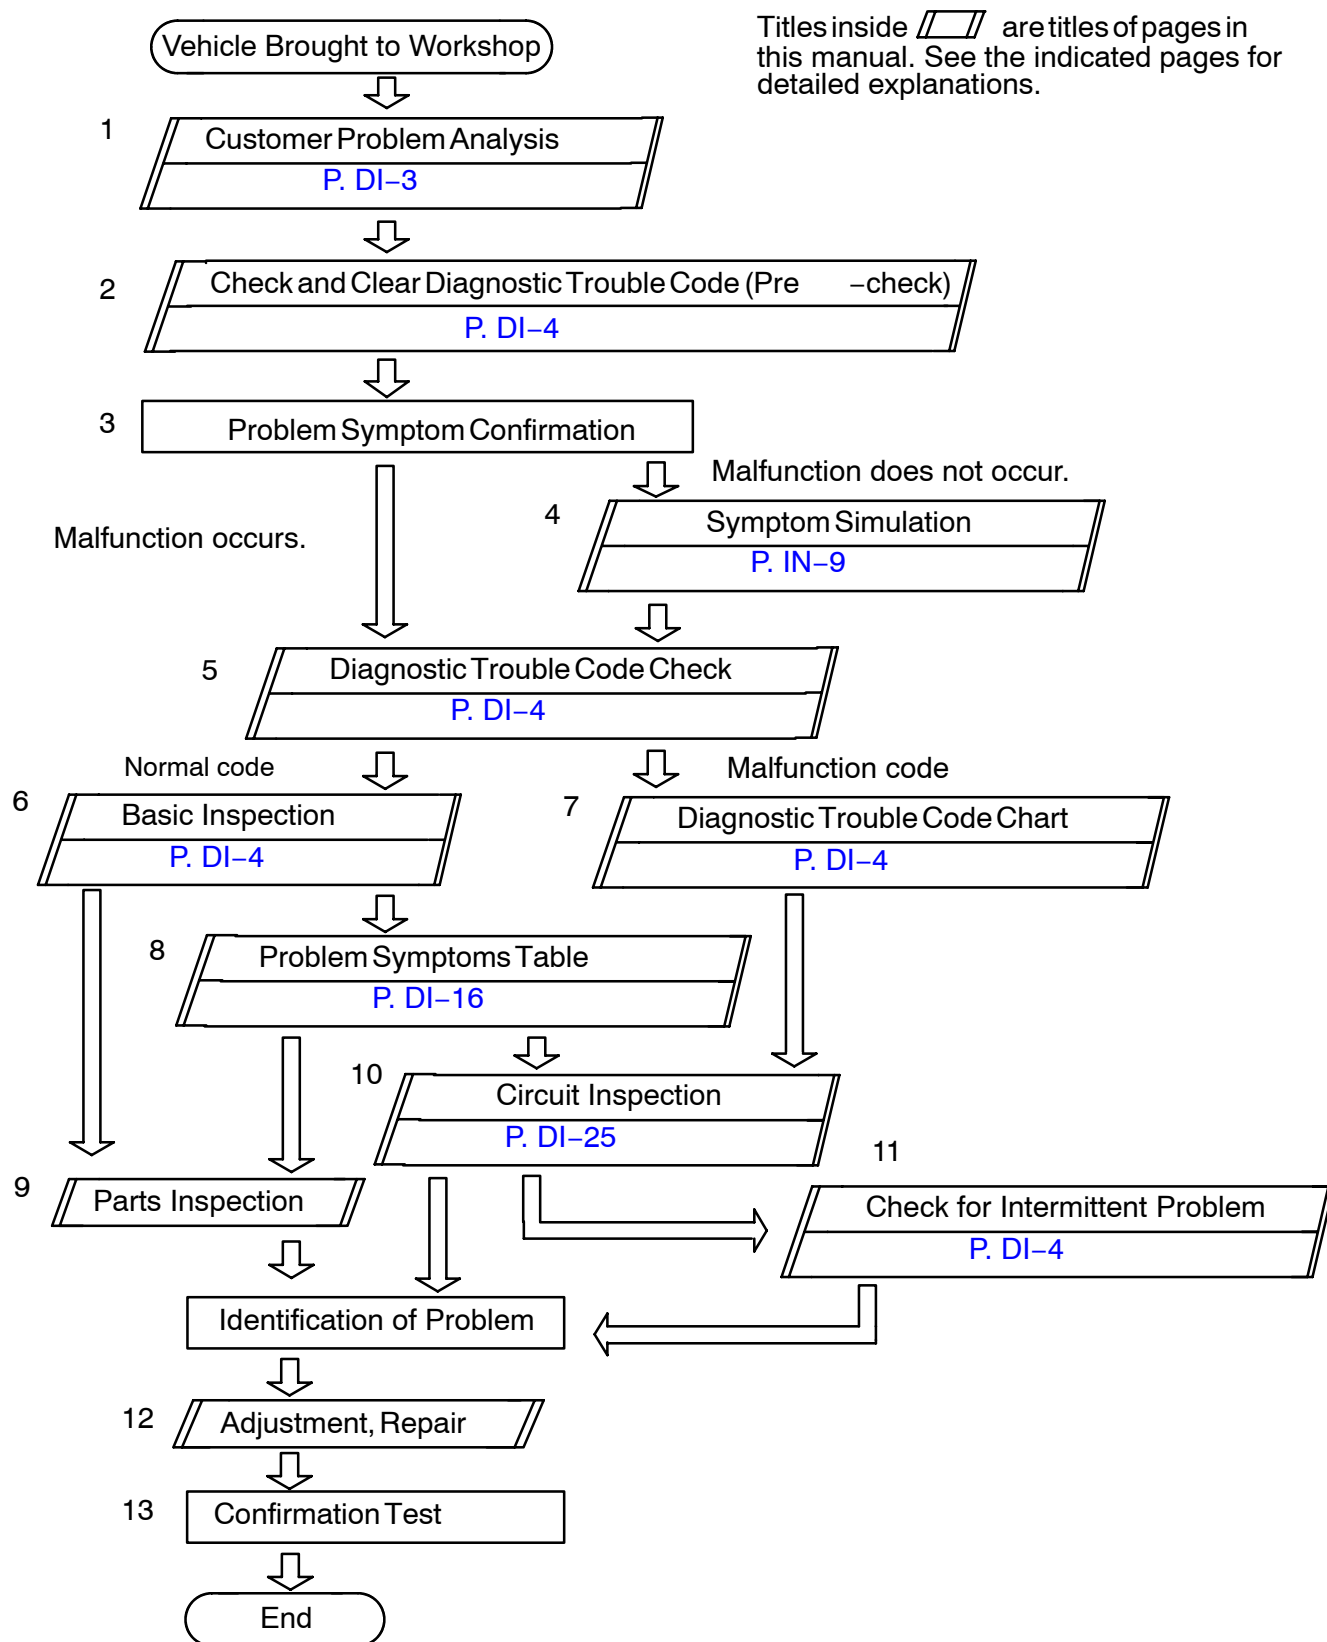 Vehicle Brought to Workshop
Titles inside are titles of pages in
this manual. See the indicated pages for
detailed explanations.
1
Customer Problem Analysis
P. DI–3
2
Check and Clear Diagnostic Trouble Code (Pre –check)
P. DI–4
3
Problem Symptom Confirmation
Malfunction does not occur.
Malfunction occurs.
4
Symptom Simulation
P. IN–9
5
Diagnostic Trouble Code Check
P. DI–4
Normal code
Malfunction code
6
Basic Inspection
P. DI–4
7
Diagnostic Trouble Code Chart
P. DI–4
8
Problem Symptoms Table
P. DI–16
10
Circuit Inspection
P. DI–25
9
Parts Inspection
11
Check for Intermittent Problem
P. DI–4
Identification of Problem
12
Adjustment, Repair
13
Confirmation Test
End